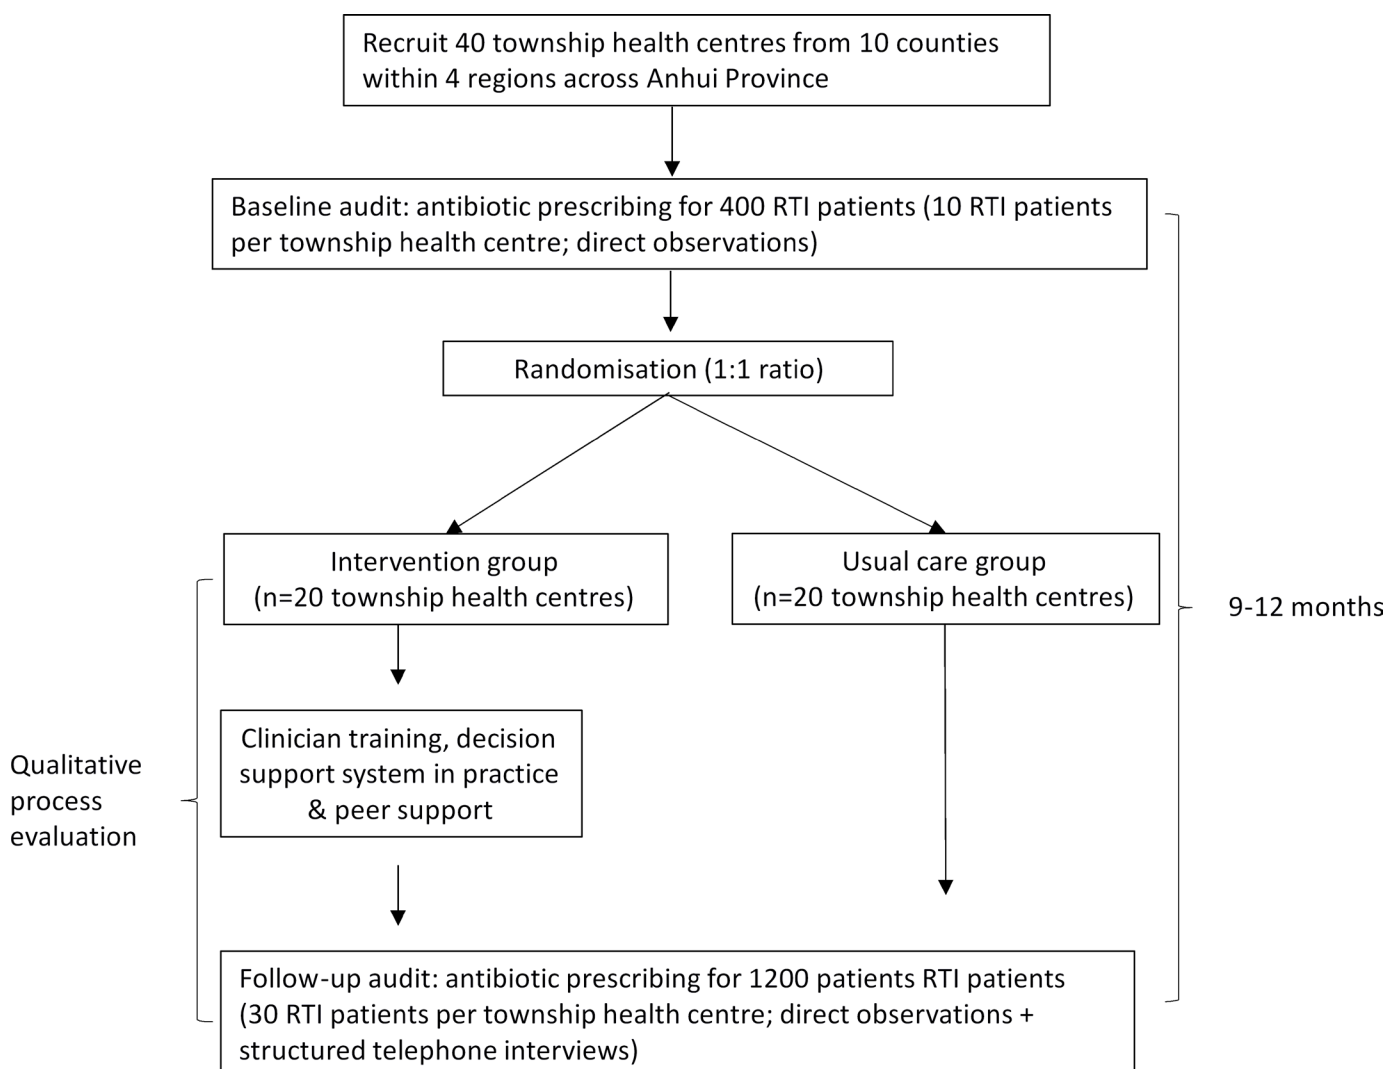 Recruit 40 township health centres from 10 counties
within 4 regions across Anhui Province
Baseline audit: antibiotic prescribing for 400 RTI patients (10 RTI patients
per township health centre; direct observations)
Randomisation (1:1 ratio)
Intervention group
(n=20 township health centres)
Usual care group
(n=20 township health centres)
9-12 months
Clinician training, decision
support system in practice
& peer support
Qualitative
process
evaluation
Follow-up audit: antibiotic prescribing for 1200 patients RTI patients
(30 RTI patients per township health centre; direct observations +
structured telephone interviews)